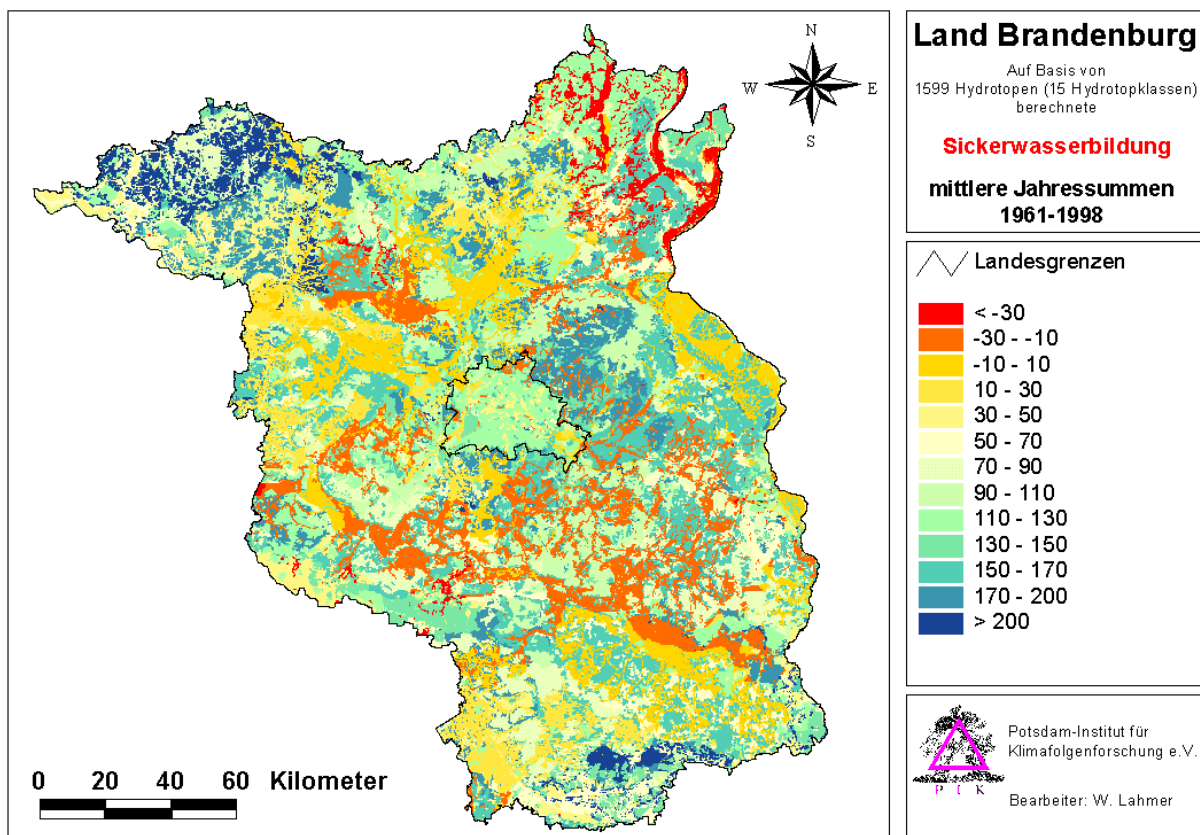 N
W
E
S
0 20 40 60 Kilometer
Land Brandenburg
Auf Basis von
1599 Hydrotopen (15 Hydrotopklassen)
berechnete
Sickerwasserbildung
mittlere Jahressummen
1961-1998
Landesgrenzen
< -30
-30 - -10
-10 - 10
10 - 30
30 - 50
50 - 70
70 - 90
90 - 110
110 - 130
130 - 150
150 - 170
170 - 200
> 200
P I K
Potsdam-Institut für
Klimafolgenforschung e.V.
Bearbeiter: W. Lahmer